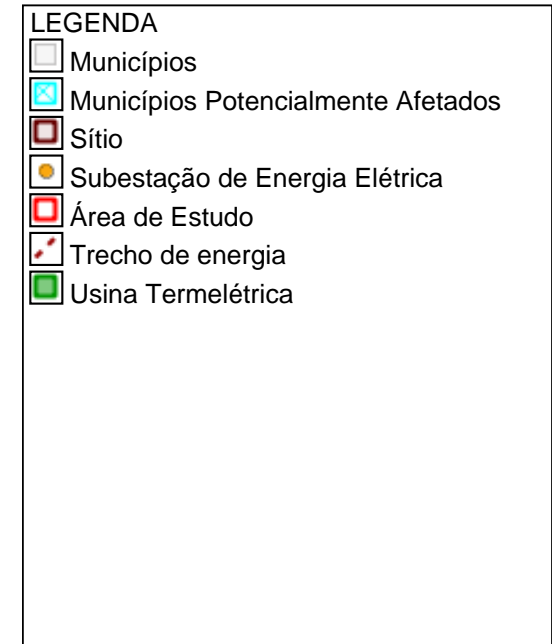 LEGENDA
Municípios
Municípios Potencialmente Afetados
Sítio
Subestação de Energia Elétrica
Área de Estudo
Trecho de energia
Usina Termelétrica